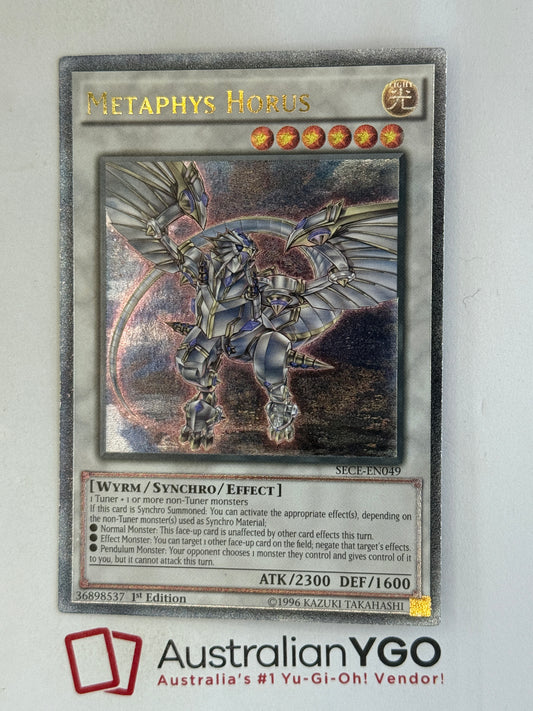 METAPHYS HORUS
LIGHT
光
SECE-EN049
[WYRM/SYNCHRO/EFFECT]
1 Tuner + 1 or more non-Tuner monsters
If this card is Synchro Summoned: You can activate the appropriate effect(s), depending on
the non-Tuner monster(s) used as Synchro Material;
● Normal Monster: This face-up card is unaffected by other card effects this turn.
● Effect Monster: You can target 1 other face-up card on the field; negate that target's effects.
● Pendulum Monster: Your opponent chooses 1 monster they control and gives control of it
to you, but it cannot attack this turn.
ATK/2300 DEF/1600
36898537 1st Edition ©1996 KAZUKI TAKAHASHI
AustralianYGO
Australia's #1 Yu-Gi-Oh! Vendor!